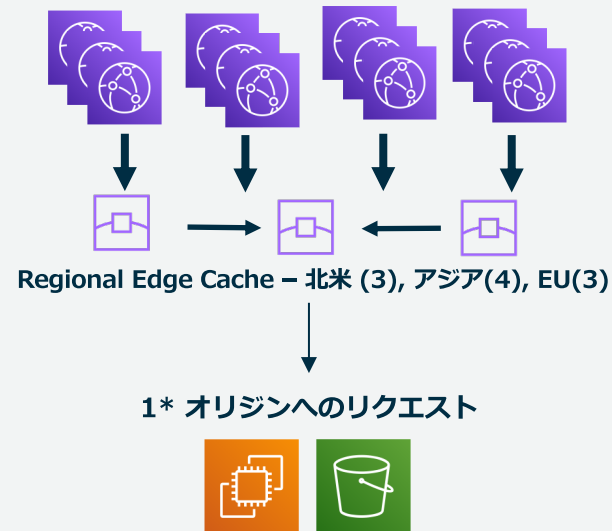 Regional Edge Cache – 北米 (3), アジア(4), EU(3)
1* オリジンへのリクエスト